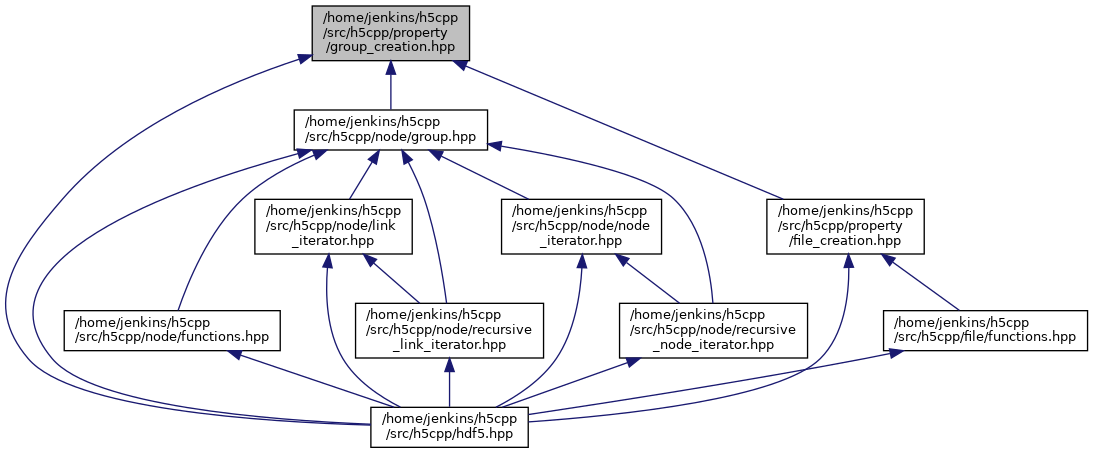 /home/jenkins/h5cpp
/src/h5cpp/property
/group_creation.hpp
/home/jenkins/h5cpp
/src/h5cpp/node/group.hpp
/home/jenkins/h5cpp
/src/h5cpp/node/link
_iterator.hpp
/home/jenkins/h5cpp
/src/h5cpp/node/node
_iterator.hpp
/home/jenkins/h5cpp
/src/h5cpp/property
/file_creation.hpp
/home/jenkins/h5cpp
/src/h5cpp/node/functions.hpp
/home/jenkins/h5cpp
/src/h5cpp/node/recursive
_link_iterator.hpp
/home/jenkins/h5cpp
/src/h5cpp/node/recursive
_node_iterator.hpp
/home/jenkins/h5cpp
/src/h5cpp/file/functions.hpp
/home/jenkins/h5cpp
/src/h5cpp/hdf5.hpp